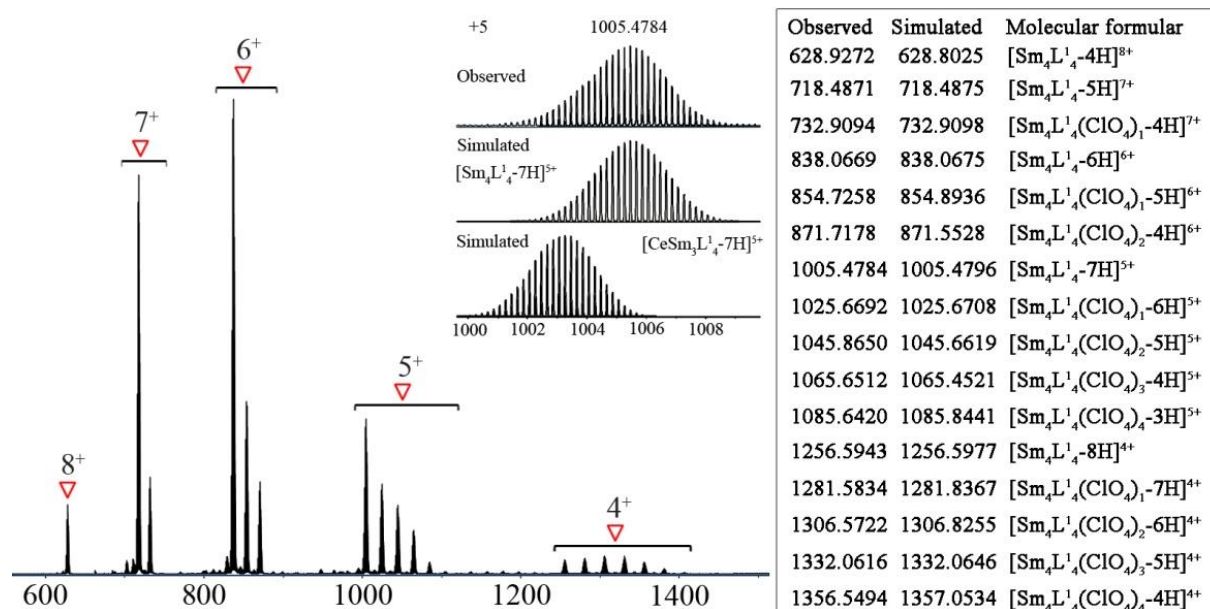 +5 1005.4784
Observed
Simulated
[Sm₄L¹₄-7H]⁵⁺
Simulated [CeSm₃L¹₄-7H]⁵⁺
1000 1002 1004 1006 1008
8⁺
7⁺
6⁺
5⁺
4⁺
600 800 1000 1200 1400
Observed Simulated Molecular formular
628.9272 628.8025 [Sm₄L¹₄-4H]⁸⁺
718.4871 718.4875 [Sm₄L¹₄-5H]⁷⁺
732.9094 732.9098 [Sm₄L¹₄(ClO₄)₁-4H]⁷⁺
838.0669 838.0675 [Sm₄L¹₄-6H]⁶⁺
854.7258 854.8936 [Sm₄L¹₄(ClO₄)₁-5H]⁶⁺
871.7178 871.5528 [Sm₄L¹₄(ClO₄)₂-4H]⁶⁺
1005.4784 1005.4796 [Sm₄L¹₄-7H]⁵⁺
1025.6692 1025.6708 [Sm₄L¹₄(ClO₄)₁-6H]⁵⁺
1045.8650 1045.6619 [Sm₄L¹₄(ClO₄)₂-5H]⁵⁺
1065.6512 1065.4521 [Sm₄L¹₄(ClO₄)₃-4H]⁵⁺
1085.6420 1085.8441 [Sm₄L¹₄(ClO₄)₄-3H]⁵⁺
1256.5943 1256.5977 [Sm₄L¹₄-8H]⁴⁺
1281.5834 1281.8367 [Sm₄L¹₄(ClO₄)₁-7H]⁴⁺
1306.5722 1306.8255 [Sm₄L¹₄(ClO₄)₂-6H]⁴⁺
1332.0616 1332.0646 [Sm₄L¹₄(ClO₄)₃-5H]⁴⁺
1356.5494 1357.0534 [Sm₄L¹₄(ClO₄)₄-4H]⁴⁺